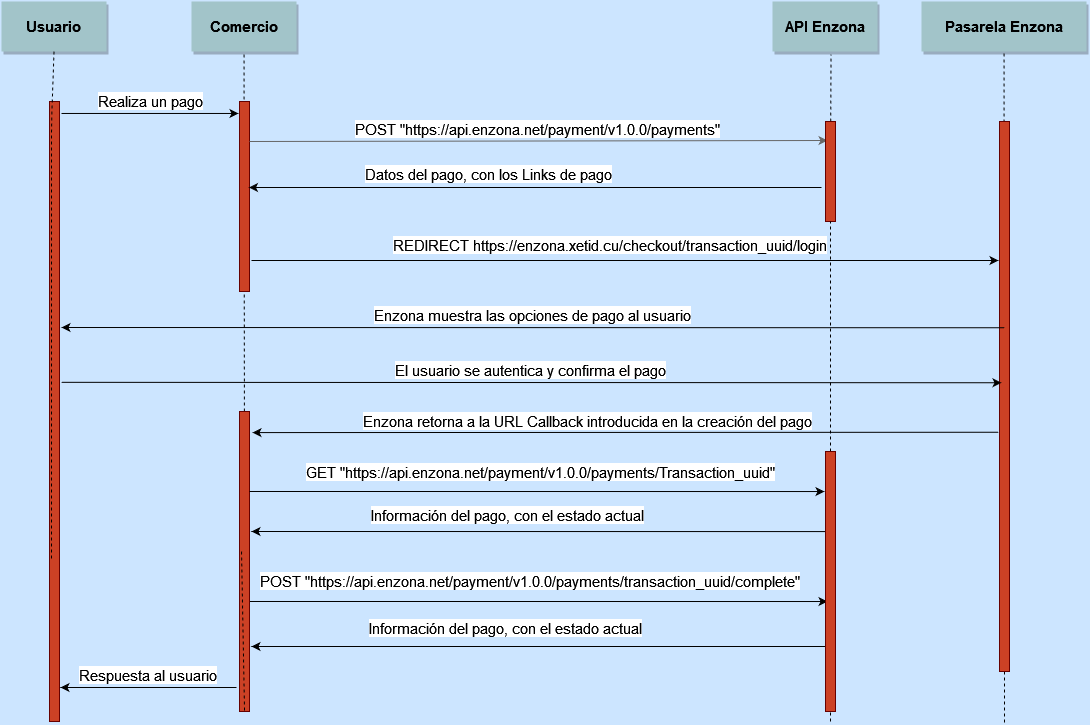 Usuario
Comercio
API Enzona
Pasarela Enzona
Realiza un pago
POST "https://api.enzona.net/payment/v1.0.0/payments"
Datos del pago, con los Links de pago
REDIRECT https://enzona.xetid.cu/checkout/transaction_uuid/login
Enzona muestra las opciones de pago al usuario
El usuario se autentica y confirma el pago
Enzona retorna a la URL Callback introducida en la creación del pago
GET "https://api.enzona.net/payment/v1.0.0/payments/Transaction_uuid"
Información del pago, con el estado actual
POST "https://api.enzona.net/payment/v1.0.0/payments/transaction_uuid/complete"
Información del pago, con el estado actual
Respuesta al usuario